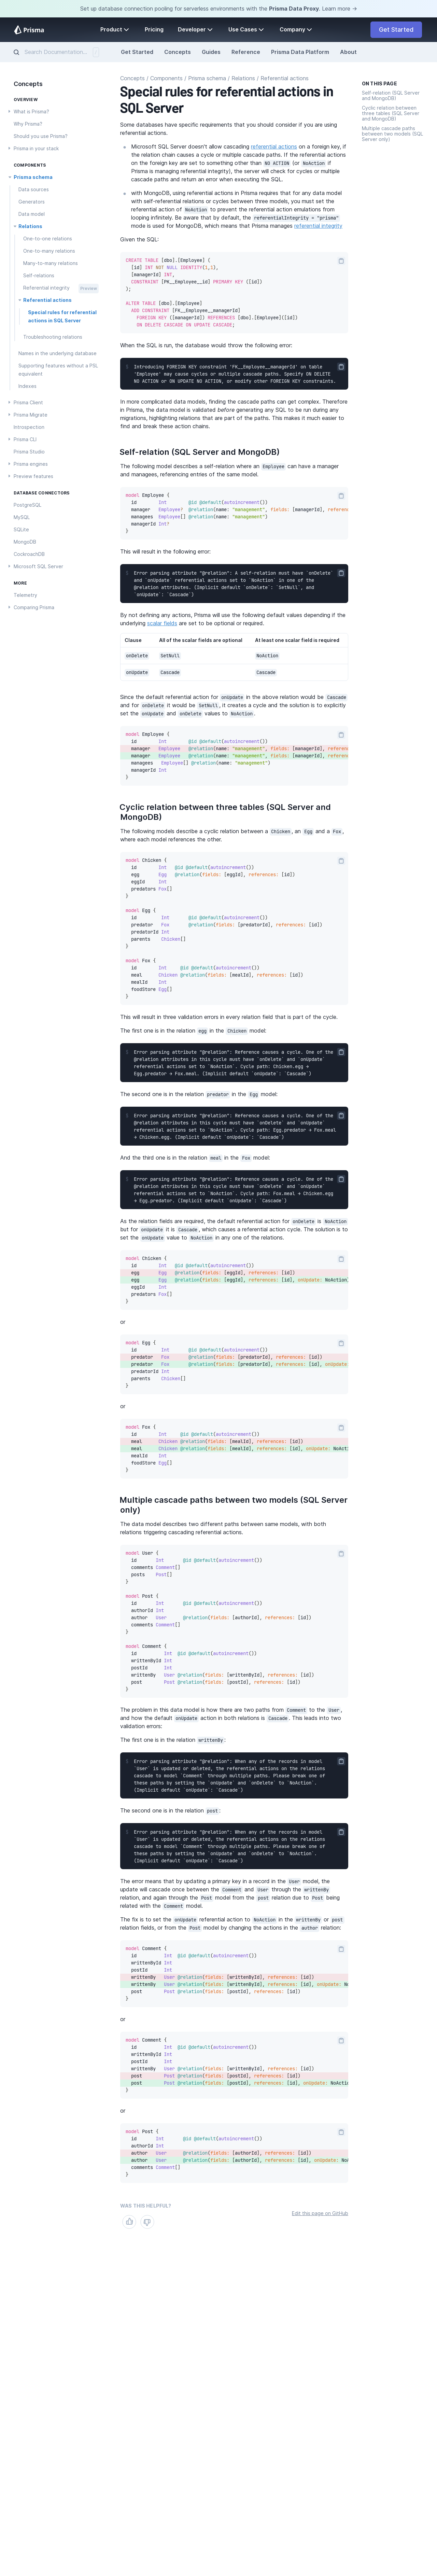 Set up database connection pooling for serverless environments with the Prisma Data Proxy. Learn more →
Prisma
Product
Pricing
Developer
Use Cases
Company
Get Started
Search Documentation...
/
Get Started
Concepts
Guides
Reference
Prisma Data Platform
About
Concepts
OVERVIEW
What is Prisma?
Why Prisma?
Should you use Prisma?
Prisma in your stack
COMPONENTS
Prisma schema
Data sources
Generators
Data model
Relations
One-to-one relations
One-to-many relations
Many-to-many relations
Self-relations
Referential integrity Preview
Referential actions
Special rules for referential
actions in SQL Server
Troubleshooting relations
Names in the underlying database
Supporting features without a PSL
equivalent
Indexes
Prisma Client
Prisma Migrate
Introspection
Prisma CLI
Prisma Studio
Prisma engines
Preview features
DATABASE CONNECTORS
PostgreSQL
MySQL
SQLite
MongoDB
CockroachDB
Microsoft SQL Server
MORE
Telemetry
Comparing Prisma
Concepts / Components / Prisma schema / Relations / Referential actions
Special rules for referential actions in
SQL Server
Some databases have specific requirements that you should consider if you are using
referential actions.
Microsoft SQL Server doesn't allow cascading referential actions on a foreign key, if
the relation chain causes a cycle or multiple cascade paths. If the referential actions
on the foreign key are set to something other than NO ACTION (or NoAction if
Prisma is managing referential integrity), the server will check for cycles or multiple
cascade paths and return an error when executing the SQL.
with MongoDB, using referential actions in Prisma requires that for any data model
with self-referential relations or cycles between three models, you must set the
referential action of NoAction to prevent the referential action emulations from
looping infinitely. Be aware that by default, the referentialIntegrity = "prisma"
mode is used for MongoDB, which means that Prisma manages referential integrity
Given the SQL:
CREATE TABLE [dbo].[Employee] (
[id] INT NOT NULL IDENTITY(1,1),
[managerId] INT,
CONSTRAINT [PK__Employee__id] PRIMARY KEY ([id])
);
ALTER TABLE [dbo].[Employee]
ADD CONSTRAINT [FK__Employee__managerId]
FOREIGN KEY ([managerId]) REFERENCES [dbo].[Employee]([id])
ON DELETE CASCADE ON UPDATE CASCADE;
When the SQL is run, the database would throw the following error:
Introducing FOREIGN KEY constraint 'FK__Employee__managerId' on table
'Employee' may cause cycles or multiple cascade paths. Specify ON DELETE
NO ACTION or ON UPDATE NO ACTION, or modify other FOREIGN KEY constraints.
In more complicated data models, finding the cascade paths can get complex. Therefore
in Prisma, the data model is validated before generating any SQL to be run during any
migrations, highlighting relations that are part of the paths. This makes it much easier to
find and break these action chains.
Self-relation (SQL Server and MongoDB)
The following model describes a self-relation where an Employee can have a manager
and managees, referencing entries of the same model.
model Employee {
id Int @id @default(autoincrement())
manager Employee? @relation(name: "management", fields: [managerId], referenc
managees Employee[] @relation(name: "management")
managerId Int?
}
This will result in the following error:
Error parsing attribute "@relation": A self-relation must have `onDelete`
and `onUpdate` referential actions set to `NoAction` in one of the
@relation attributes. (Implicit default `onDelete`: `SetNull`, and
`onUpdate`: `Cascade`)
By not defining any actions, Prisma will use the following default values depending if the
underlying scalar fields are set to be optional or required.
Clause All of the scalar fields are optional At least one scalar field is required
onDelete SetNull NoAction
onUpdate Cascade Cascade
Since the default referential action for onUpdate in the above relation would be Cascade
and for onDelete it would be SetNull, it creates a cycle and the solution is to explicitly
set the onUpdate and onDelete values to NoAction.
model Employee {
id Int @id @default(autoincrement())
manager Employee @relation(name: "management", fields: [managerId], referenc
manager Employee @relation(name: "management", fields: [managerId], referenc
managees Employee[] @relation(name: "management")
managerId Int
}
Cyclic relation between three tables (SQL Server and
MongoDB)
The following models describe a cyclic relation between a Chicken, an Egg and a Fox,
where each model references the other.
model Chicken {
id Int @id @default(autoincrement())
egg Egg @relation(fields: [eggId], references: [id])
eggId Int
predators Fox[]
}
model Egg {
id Int @id @default(autoincrement())
predator Fox @relation(fields: [predatorId], references: [id])
predatorId Int
parents Chicken[]
}
model Fox {
id Int @id @default(autoincrement())
meal Chicken @relation(fields: [mealId], references: [id])
mealId Int
foodStore Egg[]
}
This will result in three validation errors in every relation field that is part of the cycle.
The first one is in the relation egg in the Chicken model:
Error parsing attribute "@relation": Reference causes a cycle. One of the
@relation attributes in this cycle must have `onDelete` and `onUpdate`
referential actions set to `NoAction`. Cycle path: Chicken.egg →
Egg.predator → Fox.meal. (Implicit default `onUpdate`: `Cascade`)
The second one is in the relation predator in the Egg model:
Error parsing attribute "@relation": Reference causes a cycle. One of the
@relation attributes in this cycle must have `onDelete` and `onUpdate`
referential actions set to `NoAction`. Cycle path: Egg.predator → Fox.meal
→ Chicken.egg. (Implicit default `onUpdate`: `Cascade`)
And the third one is in the relation meal in the Fox model:
Error parsing attribute "@relation": Reference causes a cycle. One of the
@relation attributes in this cycle must have `onDelete` and `onUpdate`
referential actions set to `NoAction`. Cycle path: Fox.meal → Chicken.egg
→ Egg.predator. (Implicit default `onUpdate`: `Cascade`)
As the relation fields are required, the default referential action for onDelete is NoAction
but for onUpdate it is Cascade, which causes a referential action cycle. The solution is to
set the onUpdate value to NoAction in any one of the relations.
model Chicken {
id Int @id @default(autoincrement())
egg Egg @relation(fields: [eggId], references: [id])
egg Egg @relation(fields: [eggId], references: [id], onUpdate: NoAction)
eggId Int
predators Fox[]
}
or
model Egg {
id Int @id @default(autoincrement())
predator Fox @relation(fields: [predatorId], references: [id])
predator Fox @relation(fields: [predatorId], references: [id], onUpdate
predatorId Int
parents Chicken[]
}
or
model Fox {
id Int @id @default(autoincrement())
meal Chicken @relation(fields: [mealId], references: [id])
meal Chicken @relation(fields: [mealId], references: [id], onUpdate: NoActi
mealId Int
foodStore Egg[]
}
Multiple cascade paths between two models (SQL Server
only)
The data model describes two different paths between same models, with both
relations triggering cascading referential actions.
model User {
id Int @id @default(autoincrement())
comments Comment[]
posts Post[]
}
model Post {
id Int @id @default(autoincrement())
authorId Int
author User @relation(fields: [authorId], references: [id])
comments Comment[]
}
model Comment {
id Int @id @default(autoincrement())
writtenById Int
postId Int
writtenBy User @relation(fields: [writtenById], references: [id])
post Post @relation(fields: [postId], references: [id])
}
The problem in this data model is how there are two paths from Comment to the User,
and how the default onUpdate action in both relations is Cascade. This leads into two
validation errors:
The first one is in the relation writtenBy:
Error parsing attribute "@relation": When any of the records in model
`User` is updated or deleted, the referential actions on the relations
cascade to model `Comment` through multiple paths. Please break one of
these paths by setting the `onUpdate` and `onDelete` to `NoAction`.
(Implicit default `onUpdate`: `Cascade`)
The second one is in the relation post:
Error parsing attribute "@relation": When any of the records in model
`User` is updated or deleted, the referential actions on the relations
cascade to model `Comment` through multiple paths. Please break one of
these paths by setting the `onUpdate` and `onDelete` to `NoAction`.
(Implicit default `onUpdate`: `Cascade`)
The error means that by updating a primary key in a record in the User model, the
update will cascade once between the Comment and User through the writtenBy
relation, and again through the Post model from the post relation due to Post being
related with the Comment model.
The fix is to set the onUpdate referential action to NoAction in the writtenBy or post
relation fields, or from the Post model by changing the actions in the author relation:
model Comment {
id Int @id @default(autoincrement())
writtenById Int
postId Int
writtenBy User @relation(fields: [writtenById], references: [id])
writtenBy User @relation(fields: [writtenById], references: [id], onUpdate: No
post Post @relation(fields: [postId], references: [id])
}
or
model Comment {
id Int @id @default(autoincrement())
writtenById Int
postId Int
writtenBy User @relation(fields: [writtenById], references: [id])
post Post @relation(fields: [postId], references: [id])
post Post @relation(fields: [postId], references: [id], onUpdate: NoAction
}
or
model Post {
id Int @id @default(autoincrement())
authorId Int
author User @relation(fields: [authorId], references: [id])
author User @relation(fields: [authorId], references: [id], onUpdate: NoA
comments Comment[]
}
WAS THIS HELPFUL?
Edit this page on GitHub
ON THIS PAGE
Self-relation (SQL Server
and MongoDB)
Cyclic relation between
three tables (SQL Server
and MongoDB)
Multiple cascade paths
between two models (SQL
Server only)